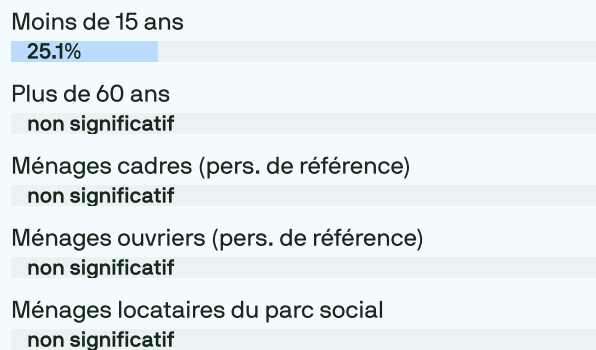 Moins de 15 ans
25.1%
Plus de 60 ans
non significatif
Ménages cadres (pers. de référence)
non significatif
Ménages ouvriers (pers. de référence)
non significatif
Ménages locataires du parc social
non significatif